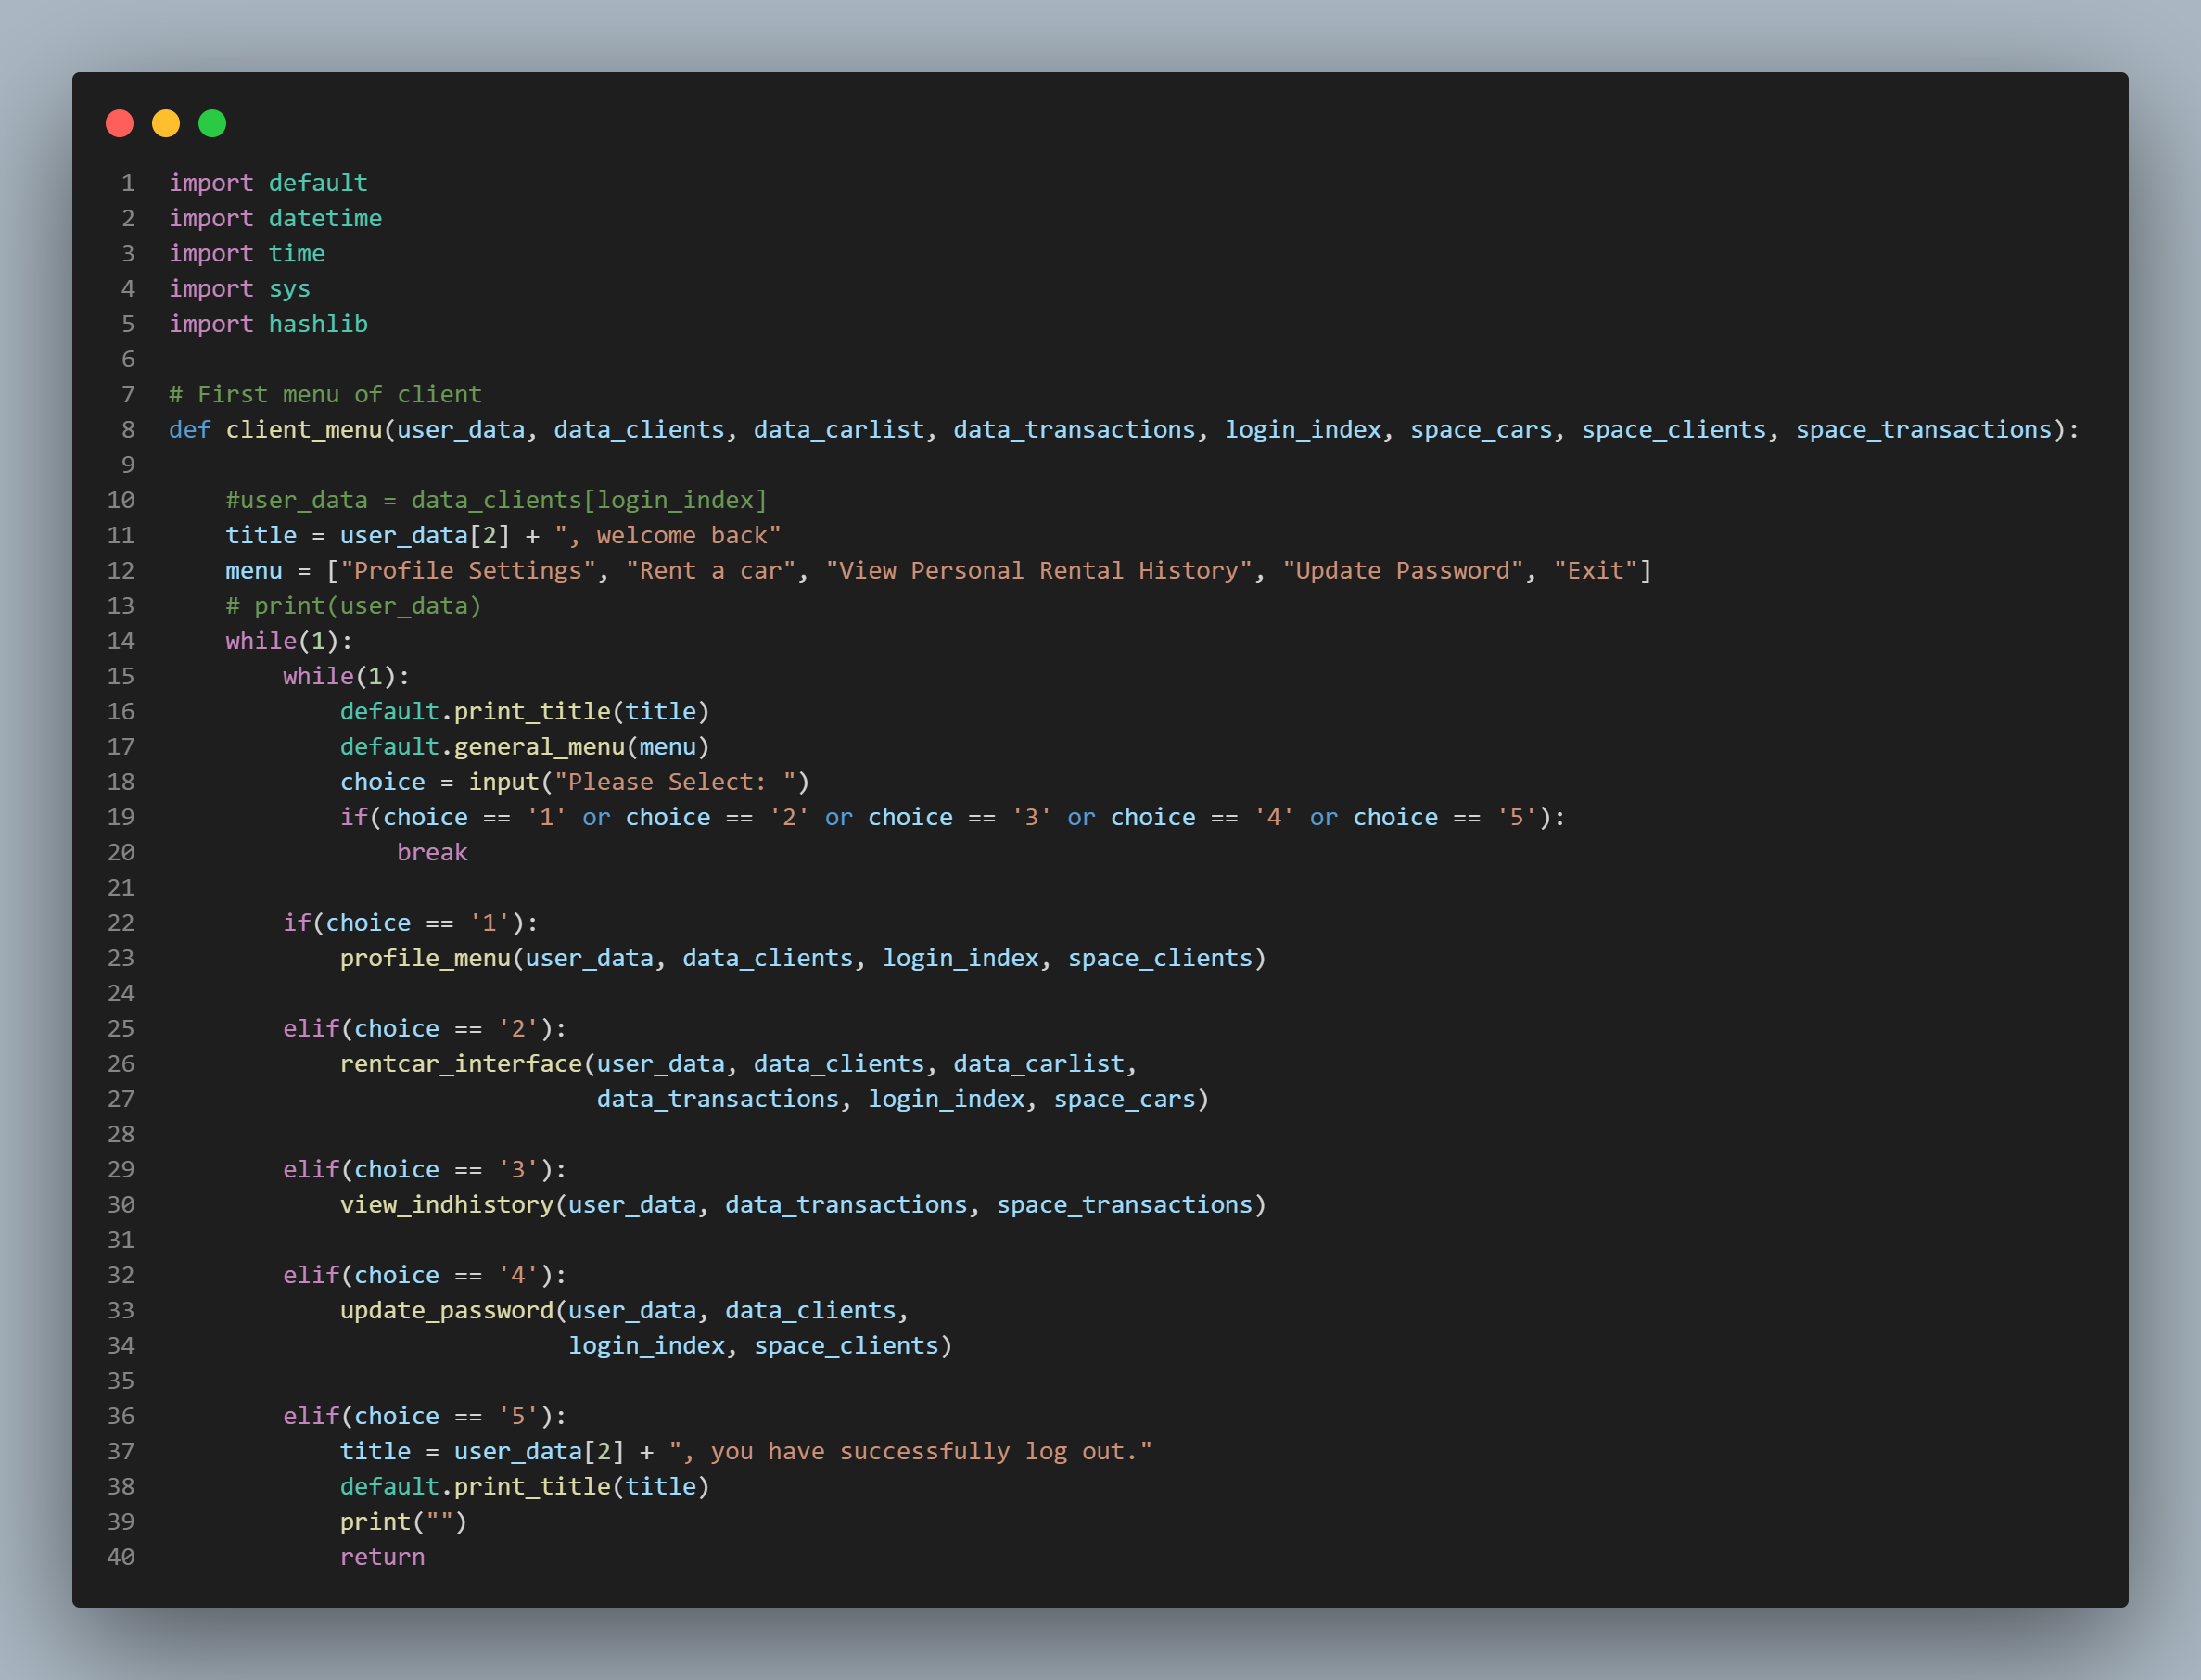 1 import default
2 import datetime
3 import time
4 import sys
5 import hashlib
6
7 # First menu of client
8 def client_menu(user_data, data_clients, data_carlist, data_transactions, login_index, space_cars, space_clients, space_transactions):
9
10     #user_data = data_clients[login_index]
11     title = user_data[2] + ", welcome back"
12     menu = ["Profile Settings", "Rent a car", "View Personal Rental History", "Update Password", "Exit"]
13     # print(user_data)
14     while(1):
15         while(1):
16             default.print_title(title)
17             default.general_menu(menu)
18             choice = input("Please Select: ")
19             if(choice == '1' or choice == '2' or choice == '3' or choice == '4' or choice == '5'):
20                 break
21
22         if(choice == '1'):
23             profile_menu(user_data, data_clients, login_index, space_clients)
24
25         elif(choice == '2'):
26             rentcar_interface(user_data, data_clients, data_carlist,
27                               data_transactions, login_index, space_cars)
28
29         elif(choice == '3'):
30             view_indhistory(user_data, data_transactions, space_transactions)
31
32         elif(choice == '4'):
33             update_password(user_data, data_clients,
34                             login_index, space_clients)
35
36         elif(choice == '5'):
37             title = user_data[2] + ", you have successfully log out."
38             default.print_title(title)
39             print("")
40             return